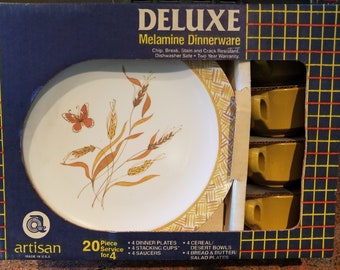 DELUXE
Melamine Dinnerware
Chip, Break, Stain and Crack Resistant.
Dishwasher Safe • Two Year Warranty.
artisan
MADE IN U.S.A.
20 Piece Service for 4
• 4 DINNER PLATES
• 4 STACKING CUPS
• 4 SAUCERS
• 4 CEREAL/
DESERT BOWLS
• 4 BREAD & BUTTER/
SALAD PLATES